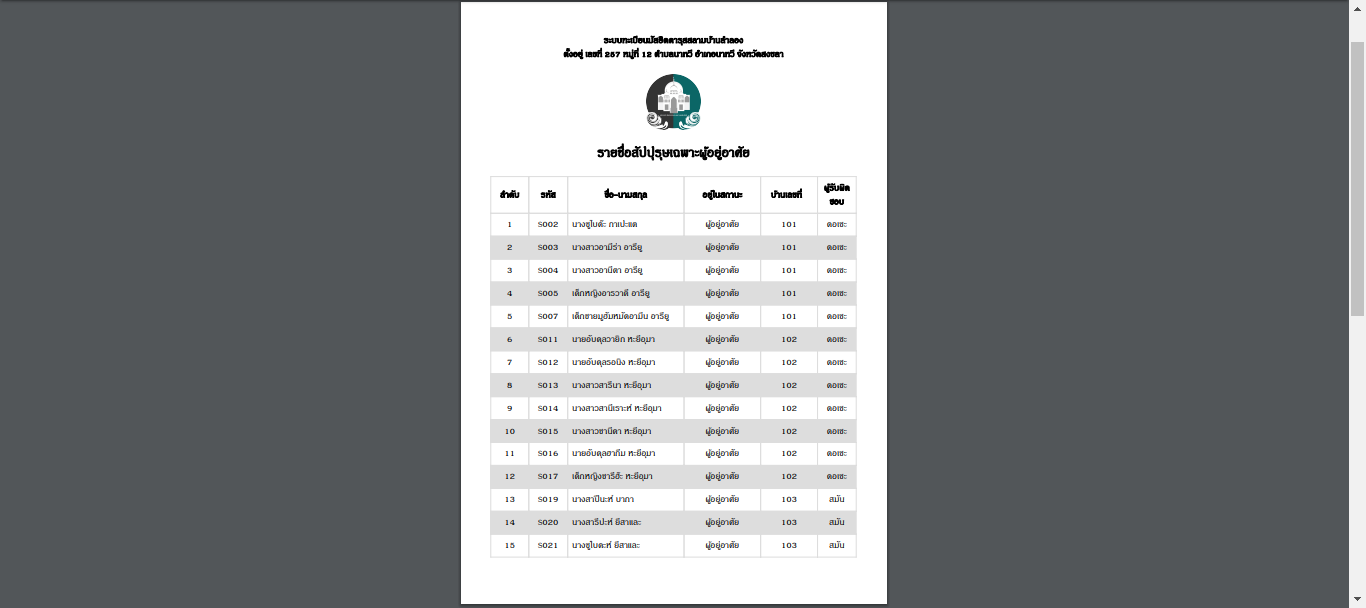 ระบบทะเบียนมัสยิดดารุสสลามบ้านลำลอง
ตั้งอยู่ เลขที่ 257 หมู่ที่ 12 ตำบลนาทวี อำเภอนาทวี จังหวัดสงขลา
รายชื่อสัปปุรุษเฉพาะผู้อยู่อาศัย
ลำดับ รหัส ชื่อ-นามสกุล อยู่ในสถานะ บ้านเลขที่ ผู้รับผิดชอบ
1 S002 นางซูไบด๊ะ กาเปะแต ผู้อยู่อาศัย 101 ดอเซะ
2 S003 นางสาวอามีร่า อารียู ผู้อยู่อาศัย 101 ดอเซะ
3 S004 นางสาวอานีตา อารียู ผู้อยู่อาศัย 101 ดอเซะ
4 S005 เด็กหญิงอารวาตี อารียู ผู้อยู่อาศัย 101 ดอเซะ
5 S007 เด็กชายมูฮัมหมัดอามีน อารียู ผู้อยู่อาศัย 101 ดอเซะ
6 S011 นายอับดุลวายิก หะยีอุมา ผู้อยู่อาศัย 102 ดอเซะ
7 S012 นายอับดุลรอนิง หะยีอุมา ผู้อยู่อาศัย 102 ดอเซะ
8 S013 นางสาวสารีนา หะยีอุมา ผู้อยู่อาศัย 102 ดอเซะ
9 S014 นางสาวสานีเราะห์ หะยีอุมา ผู้อยู่อาศัย 102 ดอเซะ
10 S015 นางสาวซานีดา หะยีอุมา ผู้อยู่อาศัย 102 ดอเซะ
11 S016 นายอับดุลฮากีม หะยีอุมา ผู้อยู่อาศัย 102 ดอเซะ
12 S017 เด็กหญิงซารีฮ๊ะ หะยีอุมา ผู้อยู่อาศัย 102 ดอเซะ
13 S019 นางสาปีนะห์ บากา ผู้อยู่อาศัย 103 สมัน
14 S020 นางสารีปะห์ ยีสาและ ผู้อยู่อาศัย 103 สมัน
15 S021 นางซูไบดะห์ ยีสาและ ผู้อยู่อาศัย 103 สมัน